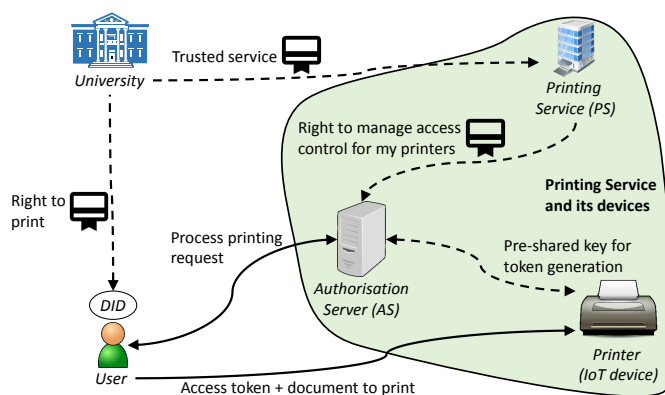 Trusted service
University
Printing
Service (PS)
Right to manage access
control for my printers
Right to
print
Printing Service
and its devices
Process printing
request
Pre-shared key for
token generation
Authorisation
Server (AS)
DID
User
Printer
(IoT device)
Access token + document to print